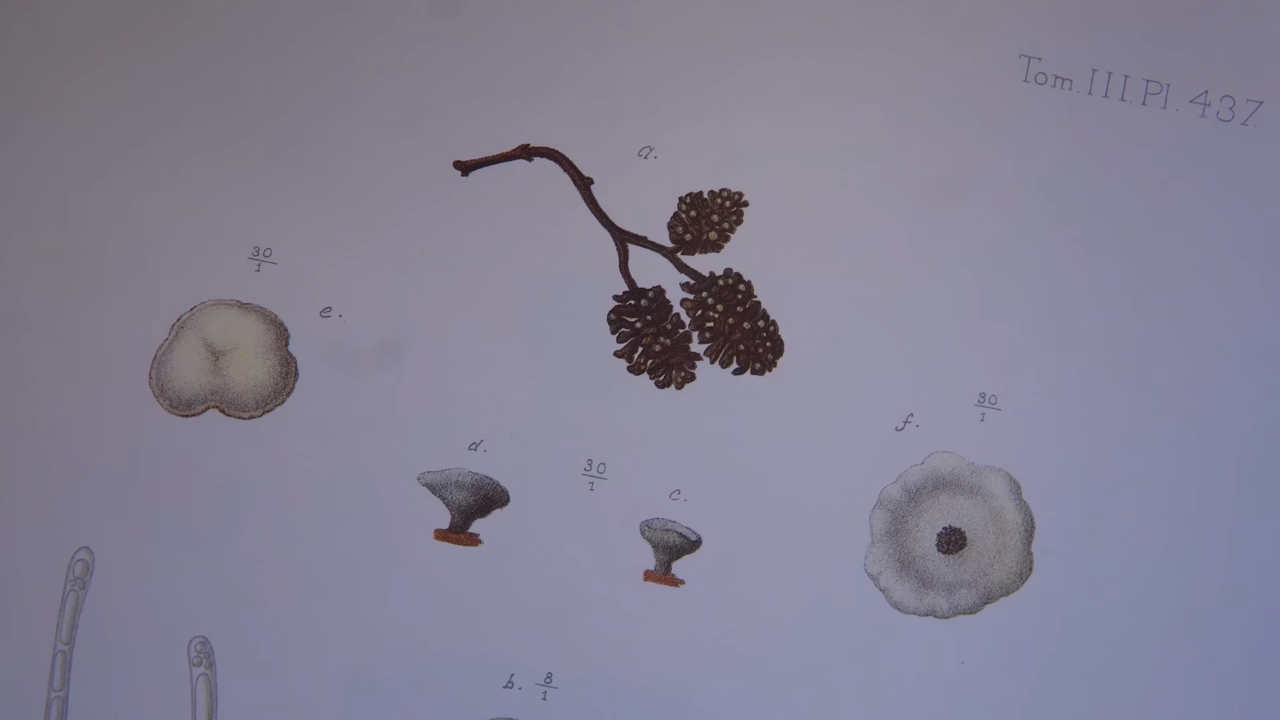 Tom. III. Pl. 437.
a.
30
1
e.
f.
30
1
d.
30
1
c.
b. 8
1